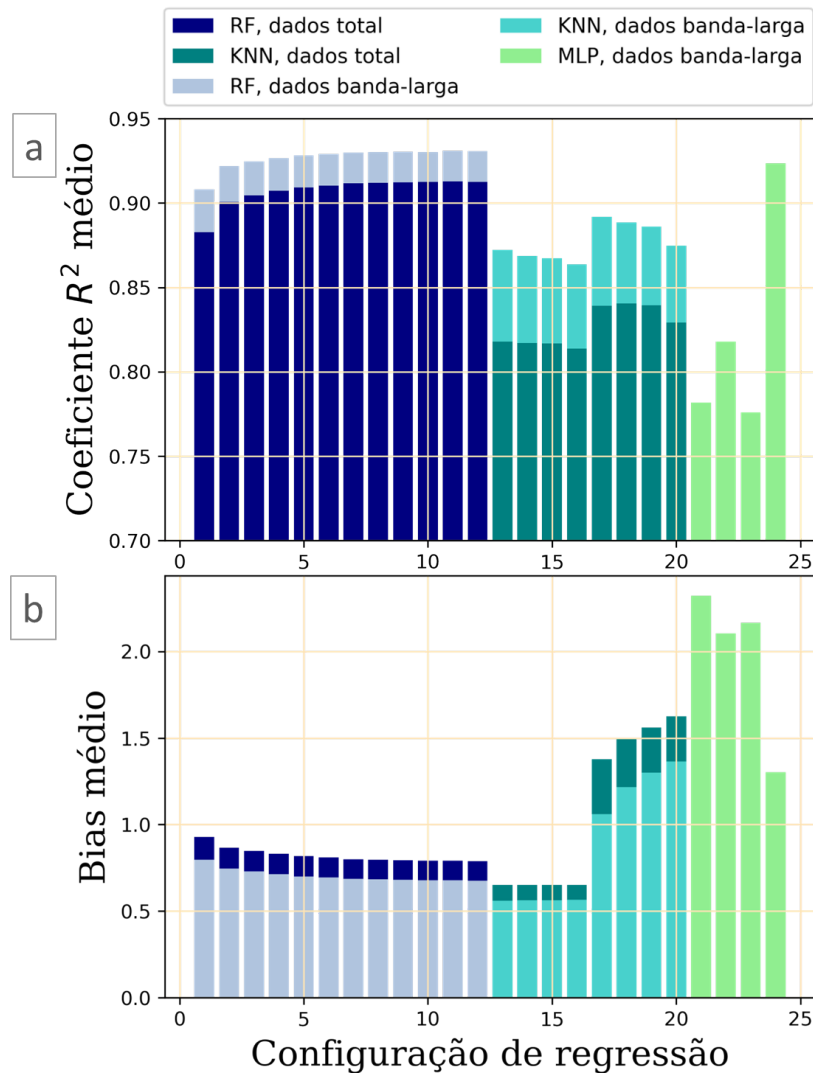 RF, dados total
KNN, dados total
RF, dados banda-larga
KNN, dados banda-larga
MLP, dados banda-larga
a
Coeficiente R² médio
0.95
0.90
0.85
0.80
0.75
0.70
0 5 10 15 20 25
b
Bias médio
2.0
1.5
1.0
0.5
0.0
0 5 10 15 20 25
Configuração de regressão